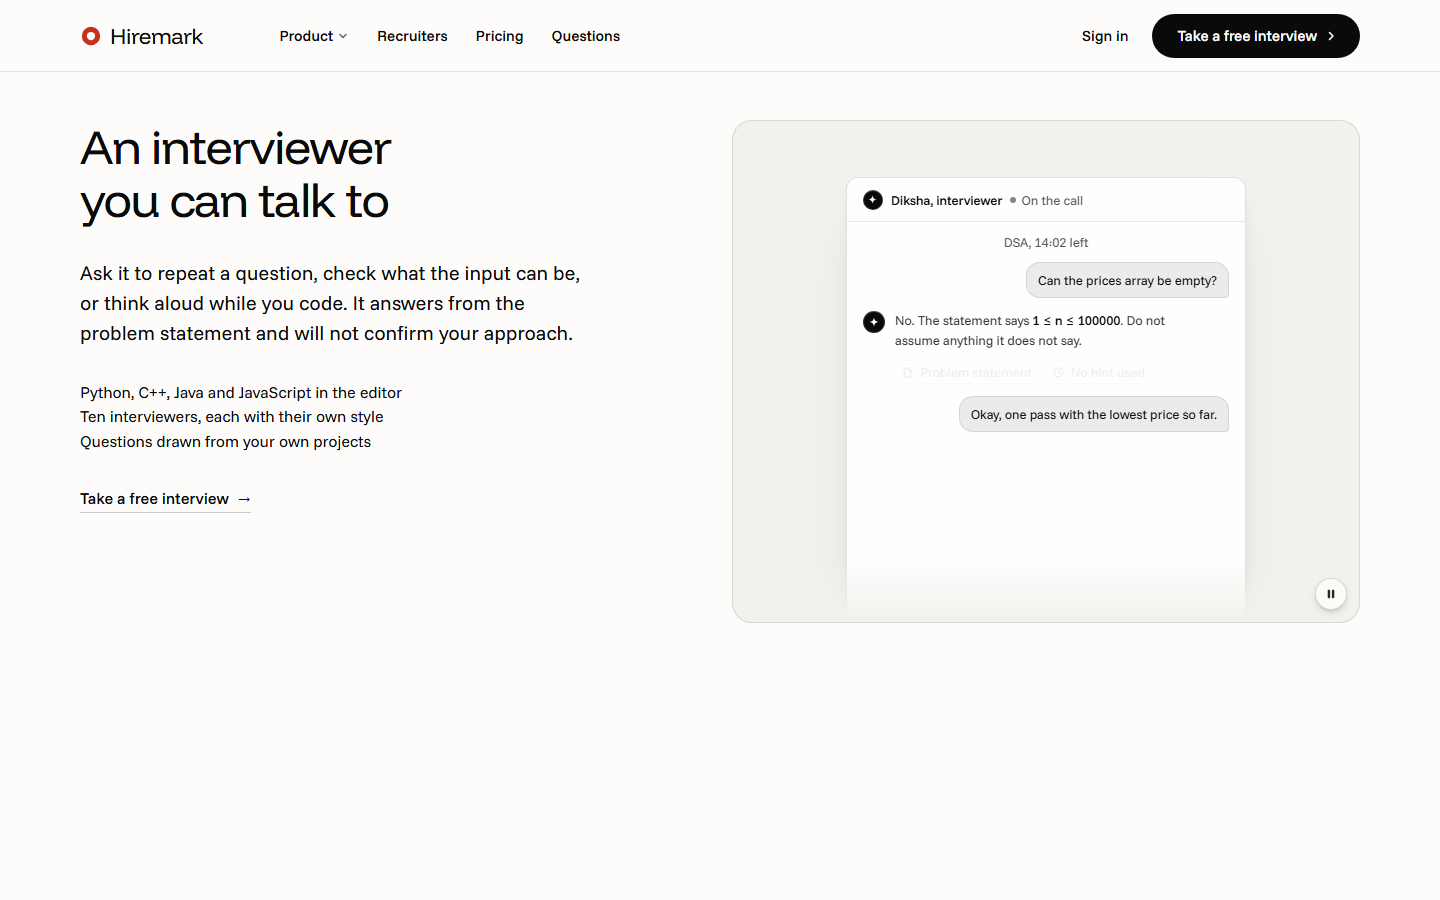 Hiremark
Product
Recruiters
Pricing
Questions
Sign in
Take a free interview
An interviewer
you can talk to
Ask it to repeat a question, check what the input can be,
or think aloud while you code. It answers from the
problem statement and will not confirm your approach.
Python, C++, Java and JavaScript in the editor
Ten interviewers, each with their own style
Questions drawn from your own projects
Take a free interview →
Diksha, interviewer
On the call
DSA, 14:02 left
Can the prices array be empty?
No. The statement says 1 ≤ n ≤ 100000. Do not
assume anything it does not say.
Problem statement
No hint used
Okay, one pass with the lowest price so far.